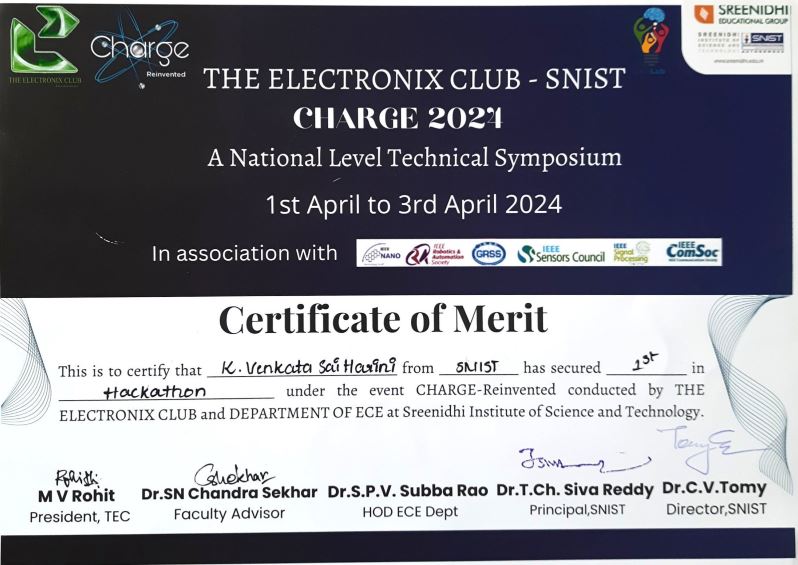 THE ELECTRONIX CLUB
Charge
Reinvented
SREENIDHI
EDUCATIONAL GROUP
SREENIDHI
INSTITUTE OF
SCIENCE AND
TECHNOLOGY
SNIST
AUTONOMOUS
www.sreenidhi.edu.in
THE ELECTRONIX CLUB - SNIST
CHARGE 2024
A National Level Technical Symposium
1st April to 3rd April 2024
In association with
IEEE NANO
IEEE Robotics & Automation Society
GRSS
IEEE Sensors Council
IEEE Signal Processing
IEEE ComSoc
Certificate of Merit
This is to certify that K. Venkata Sai Harini from SNIST has secured 1st in
Hackathon under the event CHARGE-Reinvented conducted by THE
ELECTRONIX CLUB and DEPARTMENT OF ECE at Sreenidhi Institute of Science and Technology.
M V Rohit Dr.SN Chandra Sekhar Dr.S.P.V. Subba Rao Dr.T.Ch. Siva Reddy Dr.C.V.Tomy
President, TEC Faculty Advisor HOD ECE Dept Principal,SNIST Director,SNIST